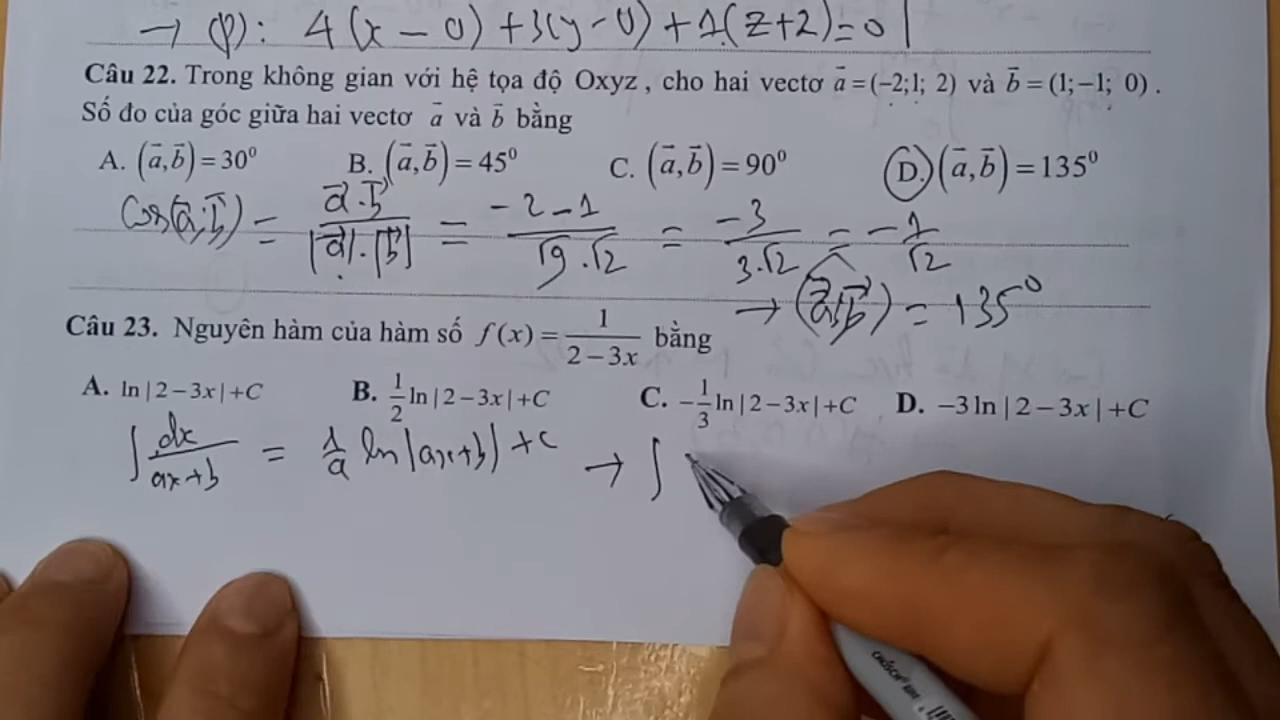 → (P): 4(x – 0) + 3(y – 0) + 1(z + 2) = 0
Câu 22. Trong không gian với hệ tọa độ Oxyz, cho hai vectơ a⃗ = (–2;1; 2) và b⃗ = (1;–1; 0).
Số đo của góc giữa hai vectơ a⃗ và b⃗ bằng
A. (a⃗,b⃗) = 30⁰ B. (a⃗,b⃗) = 45⁰ C. (a⃗,b⃗) = 90⁰ D. (a⃗,b⃗) = 135⁰
Cos(a⃗;b⃗) = a⃗.b⃗ / |a⃗|.|b⃗| = –2–1 / √9.√2 = –3 / 3.√2 = –1/√2
→ (a⃗,b⃗) = 135⁰
Câu 23. Nguyên hàm của hàm số f(x) = 1/(2–3x) bằng
A. ln|2–3x|+C B. 1/2 ln|2–3x|+C C. –1/3 ln|2–3x|+C D. –3ln|2–3x|+C
∫ dx/(ax+b) = 1/a ln|ax+b| + C → ∫